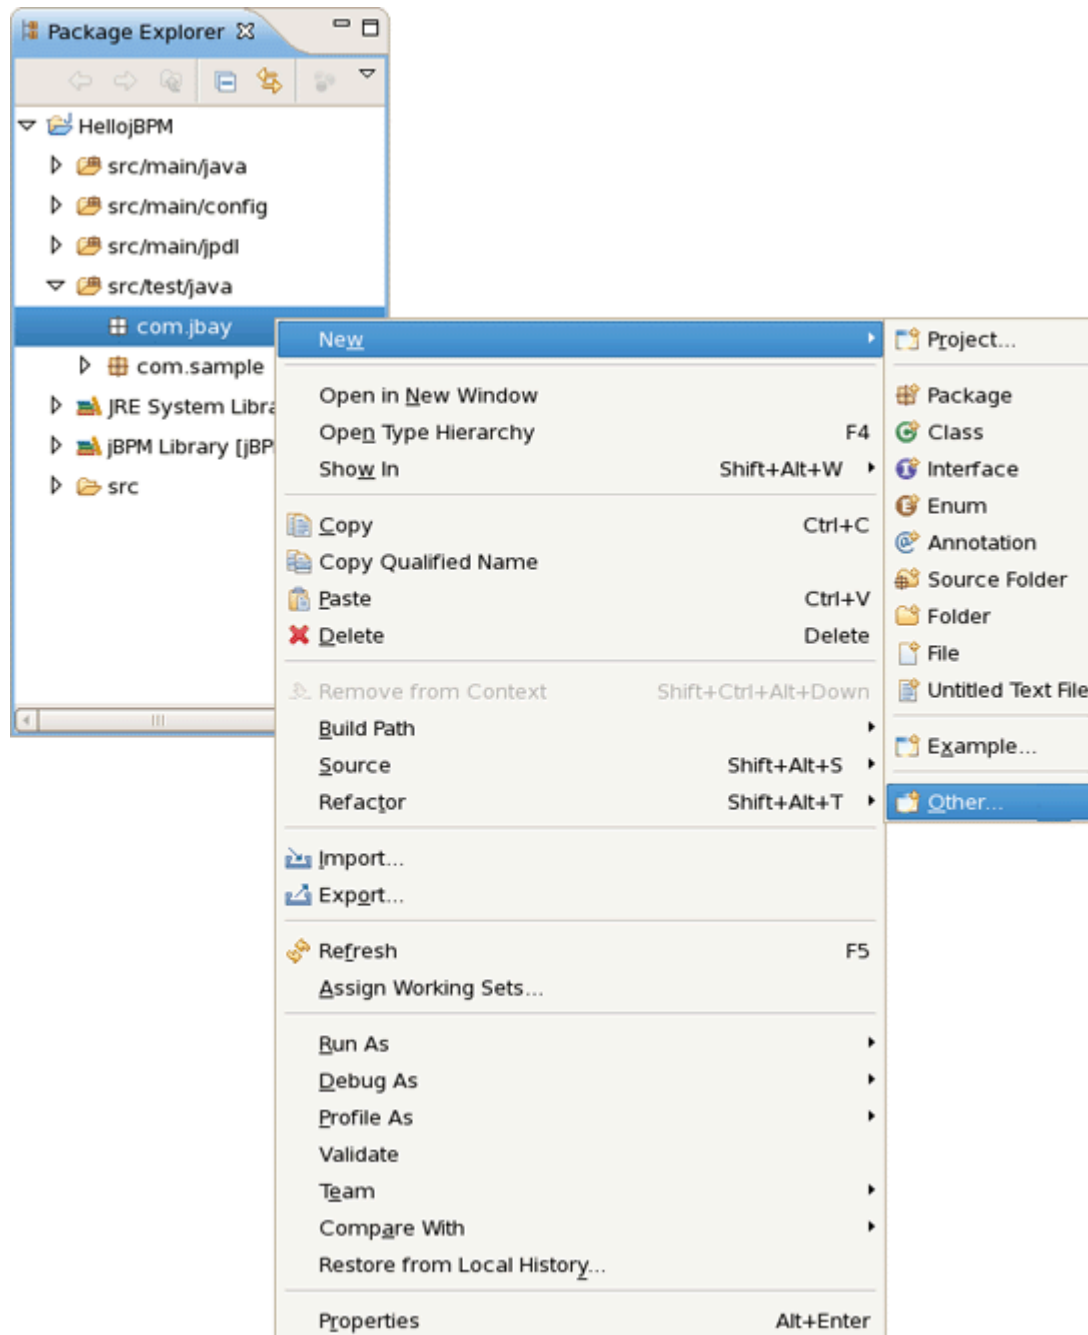 Package Explorer
HellojBPM
src/main/java
src/main/config
src/main/jpdl
src/test/java
com.jbay
com.sample
JRE System Libra
jBPM Library [jBP
src
New
Open in New Window
Open Type Hierarchy F4
Show In Shift+Alt+W
Copy Ctrl+C
Copy Qualified Name
Paste Ctrl+V
Delete Delete
Remove from Context Shift+Ctrl+Alt+Down
Build Path
Source Shift+Alt+S
Refactor Shift+Alt+T
Import...
Export...
Refresh F5
Assign Working Sets...
Run As
Debug As
Profile As
Validate
Team
Compare With
Restore from Local History...
Properties Alt+Enter
Project...
Package
Class
Interface
Enum
Annotation
Source Folder
Folder
File
Untitled Text File
Example...
Other...